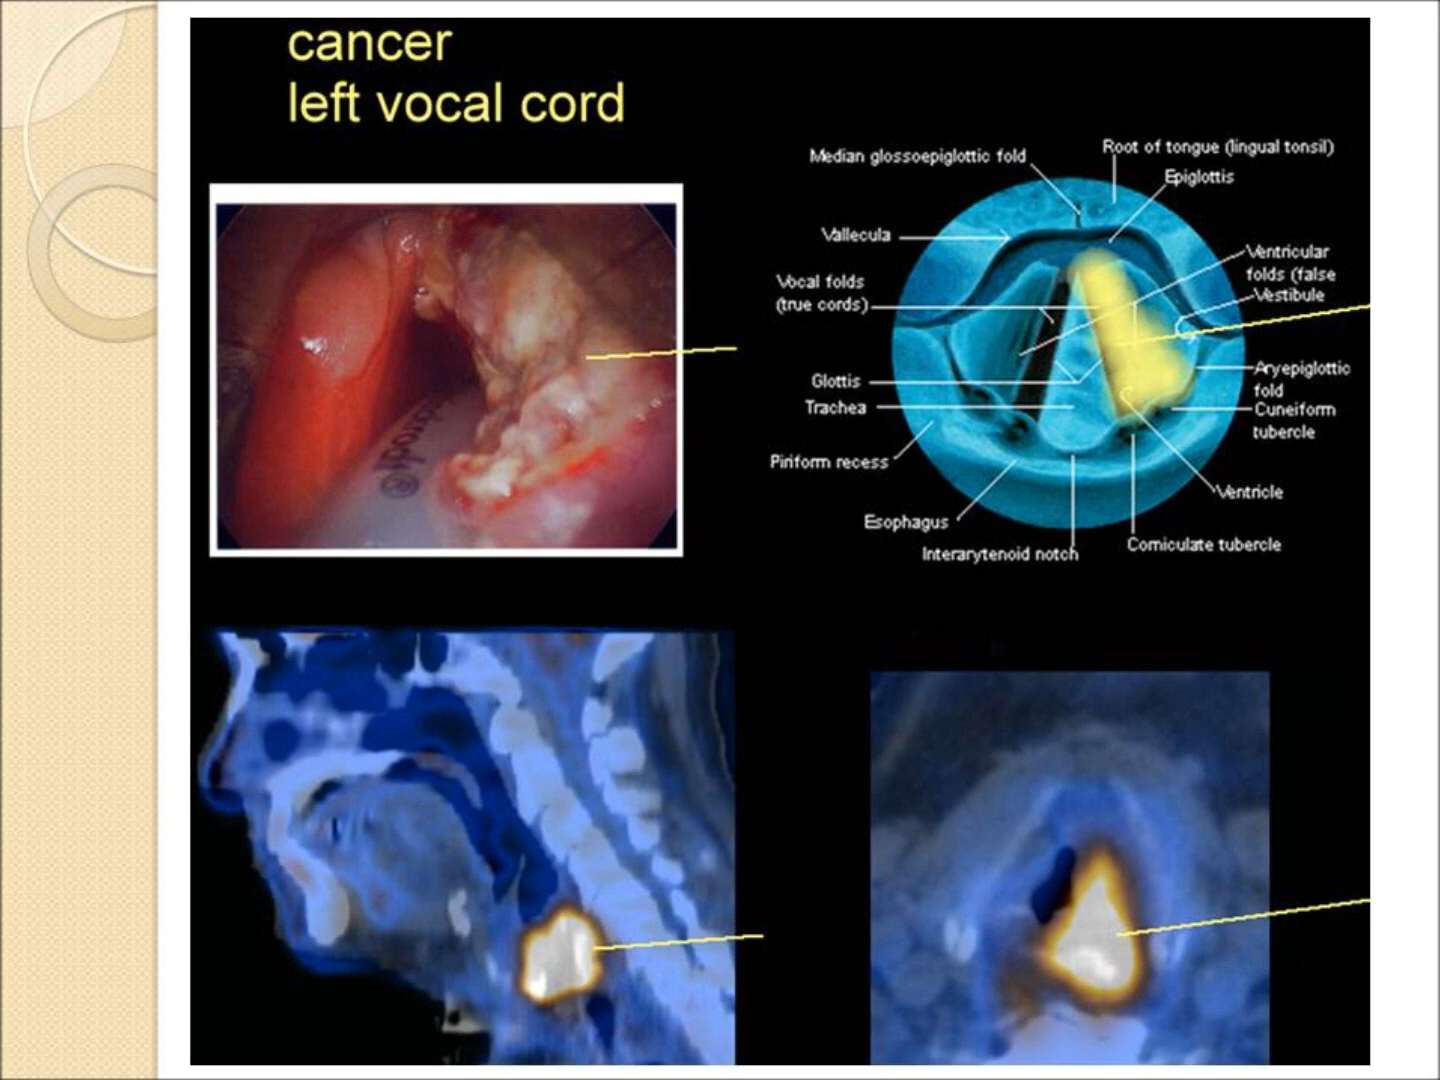 cancer
left vocal cord
Median glossoepiglottic fold
Root of tongue (lingual tonsil)
Epiglottis
Vallecula
Ventricular
folds (false
Vocal folds
(true cords)
Vestibule
Glottis
Aryepiglottic
fold
Trachea
Cuneiform
tubercle
Piriform recess
Ventricle
Esophagus
Interarytenoid notch
Corniculate tubercle
®